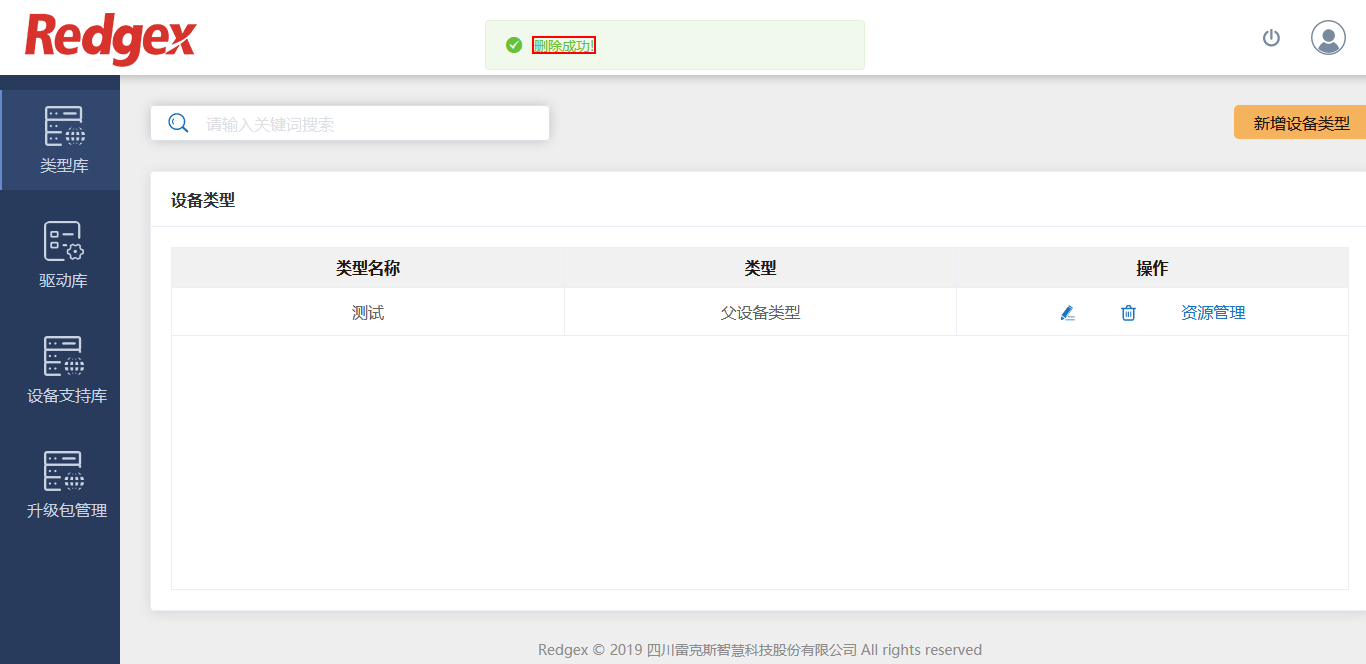 Redgex
删除成功!
请输入关键词搜索
新增设备类型
类型库
驱动库
设备支持库
升级包管理
设备类型
类型名称 类型 操作
测试 父设备类型 资源管理
Redgex © 2019 四川雷克斯智慧科技股份有限公司 All rights reserved